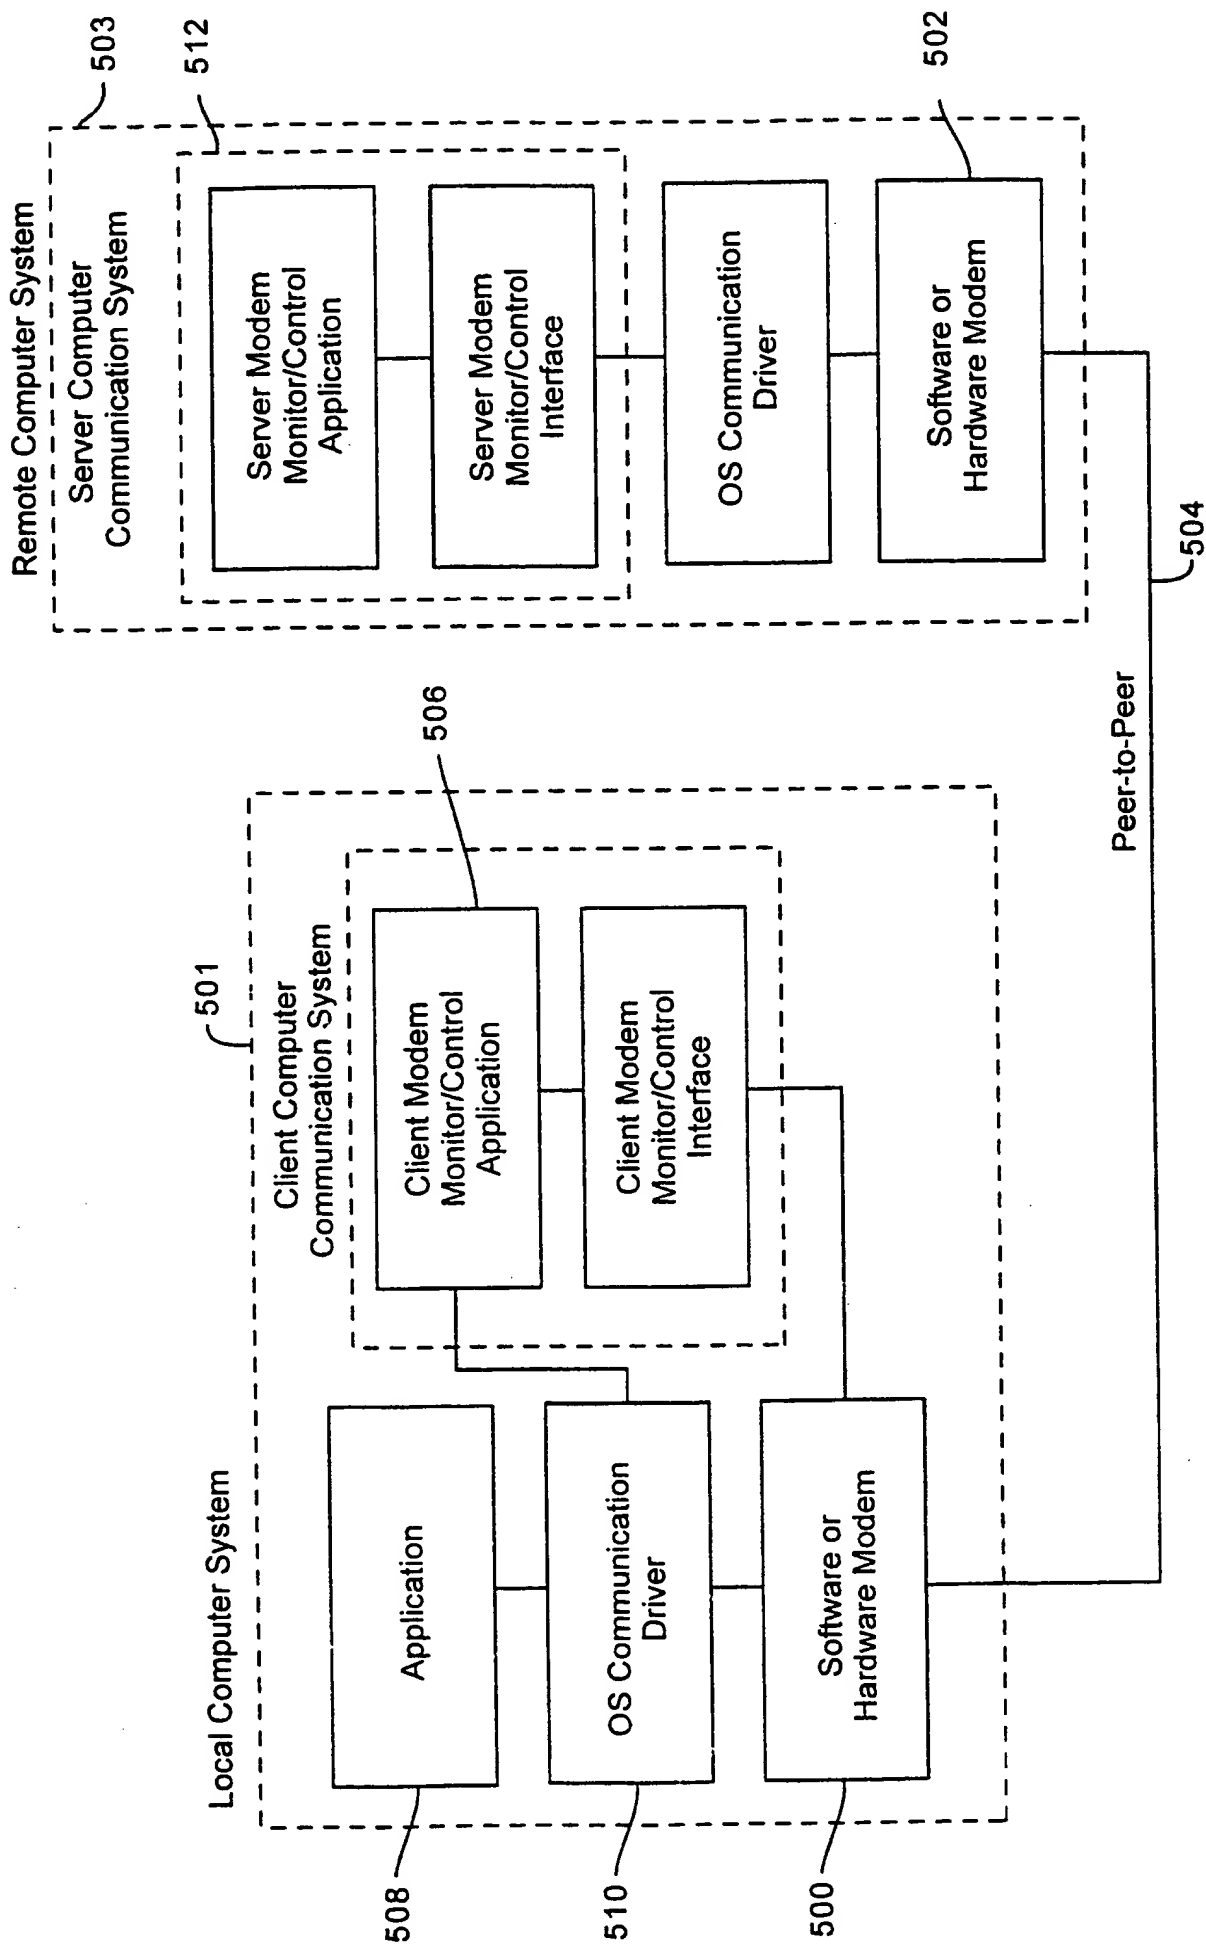 Local Computer System
501
Client Computer
Communication System
508
Application
510
OS Communication
Driver
500
Software or
Hardware Modem
506
Client Modem
Monitor/Control
Application
Client Modem
Monitor/Control
Interface
Remote Computer System
503
Server Computer
Communication System
512
Server Modem
Monitor/Control
Application
Server Modem
Monitor/Control
Interface
OS Communication
Driver
502
Software or
Hardware Modem
Peer-to-Peer
504